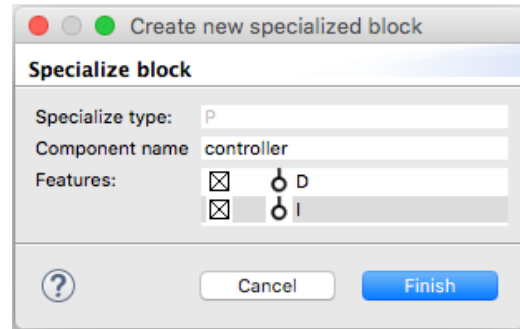 Create new specialized block
Specialize block
Specialize type: P
Component name controller
Features: D
I
? Cancel Finish